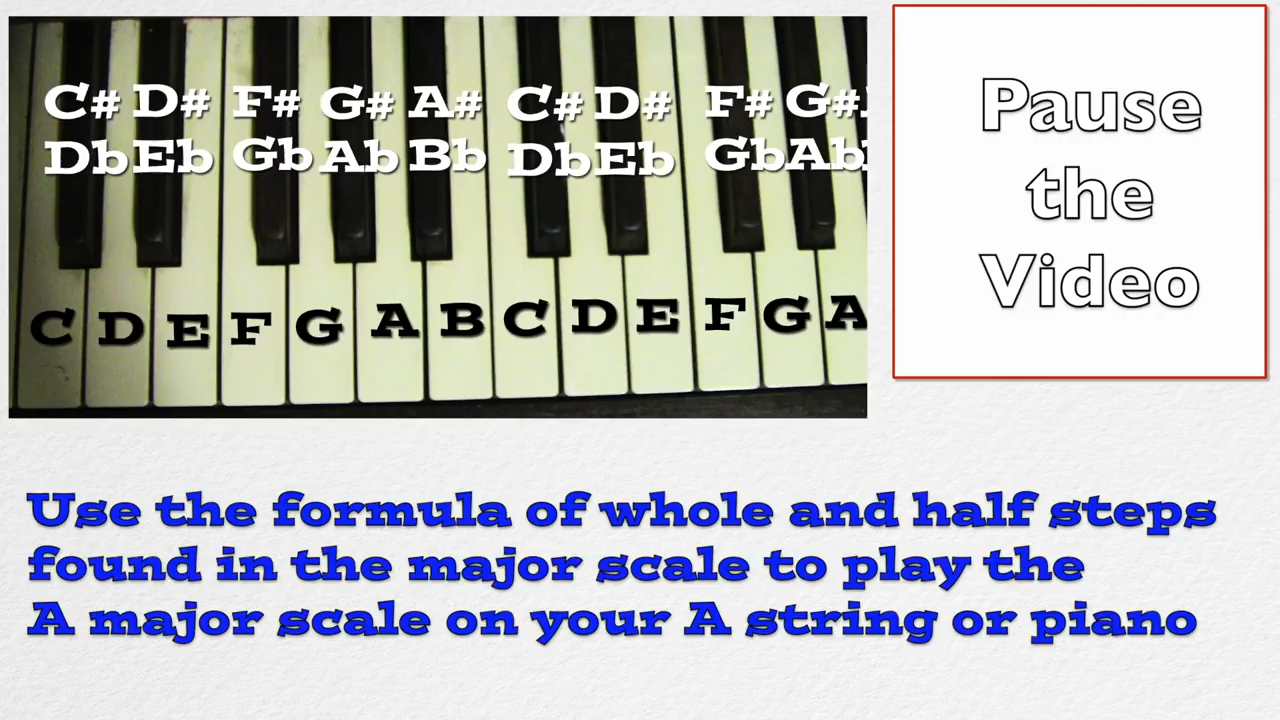 C# D# F# G# A# C# D# F# G#
Db Eb Gb Ab Bb Db Eb Gb Ab
C D E F G A B C D E F G A
Pause
the
Video
Use the formula of whole and half steps
found in the major scale to play the
A major scale on your A string or piano